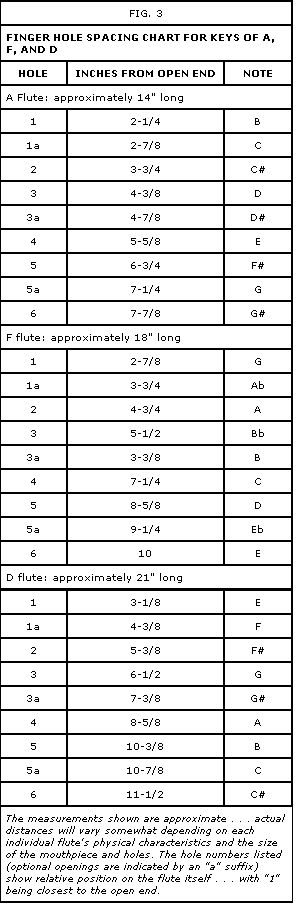 FIG. 3
FINGER HOLE SPACING CHART FOR KEYS OF A,
F, AND D
HOLE INCHES FROM OPEN END NOTE
A Flute: approximately 14" long
1 2-1/4 B
1a 2-7/8 C
2 3-3/4 C#
3 4-3/8 D
3a 4-7/8 D#
4 5-5/8 E
5 6-3/4 F#
5a 7-1/4 G
6 7-7/8 G#
F flute: approximately 18" long
1 2-7/8 G
1a 3-3/4 Ab
2 4-3/4 A
3 5-1/2 Bb
3a 3-3/8 B
4 7-1/4 C
5 8-5/8 D
5a 9-1/4 Eb
6 10 E
D flute: approximately 21" long
1 3-1/8 E
1a 4-3/8 F
2 5-3/8 F#
3 6-1/2 G
3a 7-3/8 G#
4 8-5/8 A
5 10-3/8 B
5a 10-7/8 C
6 11-1/2 C#
The measurements shown are approximate . . . actual
distances will vary somewhat depending on each
individual flute's physical characteristics and the size
of the mouthpiece and holes. The hole numbers listed
(optional openings are indicated by an "a" suffix)
show relative position on the flute itself . . . . with "1"
being closest to the open end.